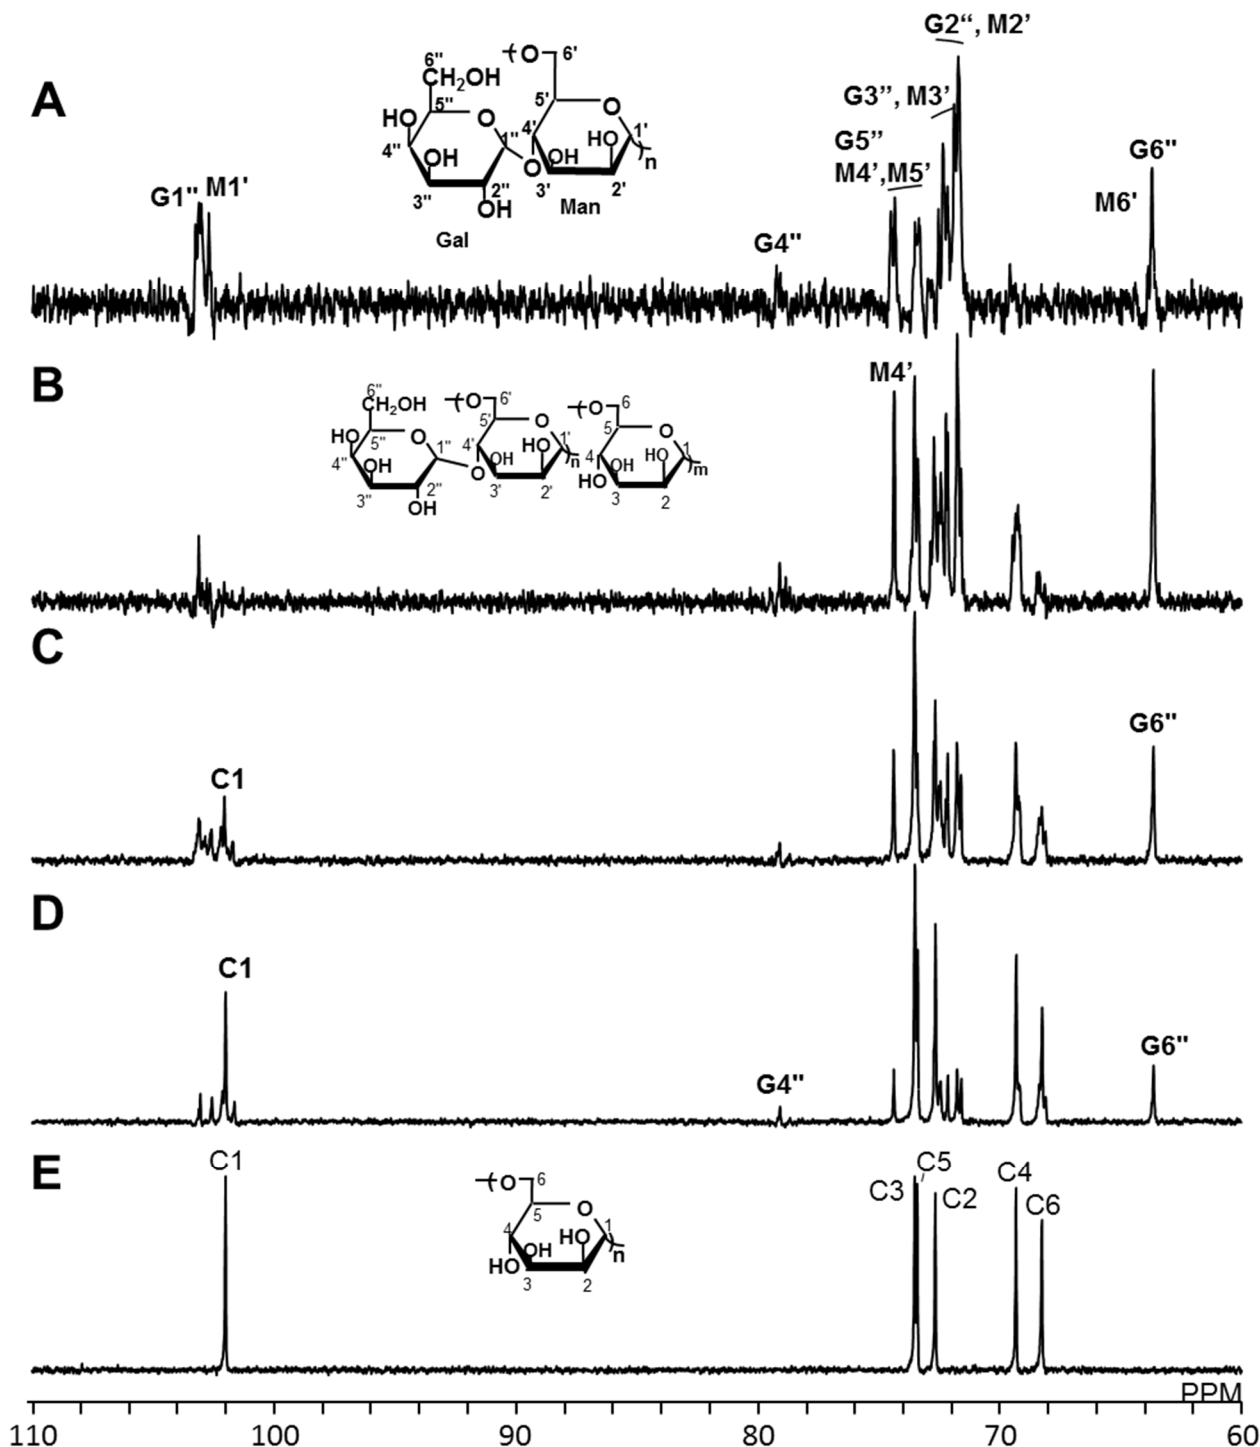 A
G2“, M2’
G3”, M3’
G5”
M4’,M5’
G6"
M6'
G1" M1'
G4"
6"
CH₂OH
5"
HO
O
4"
OH
1"
3"
2"
OH
Gal
O
6'
5'
O
4'
HO
1'
OH
n
O
3'
2'
Man
B
M4’
6"
CH₂OH
HO
5"
O
4"
OH
1"
3"
2"
OH
O
6'
5'
O
4'
HO
1'
OH
n
O
3'
2'
O
6
5
O
4
HO
1
OH
m
HO
3
2
C
C1
G6"
D
C1
G4"
G6"
E
C1
C5
C3
C2
C4
C6
O
6
5
O
4
HO
1
OH
n
HO
3
2
PPM
110 100 90 80 70 60